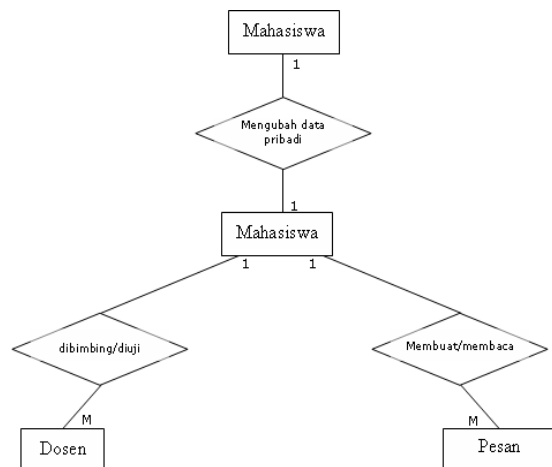 Mahasiswa
1
Mengubah data
pribadi
1
Mahasiswa
1
1
dibimbing/diuji
Membuat/membaca
M
M
Dosen
Pesan